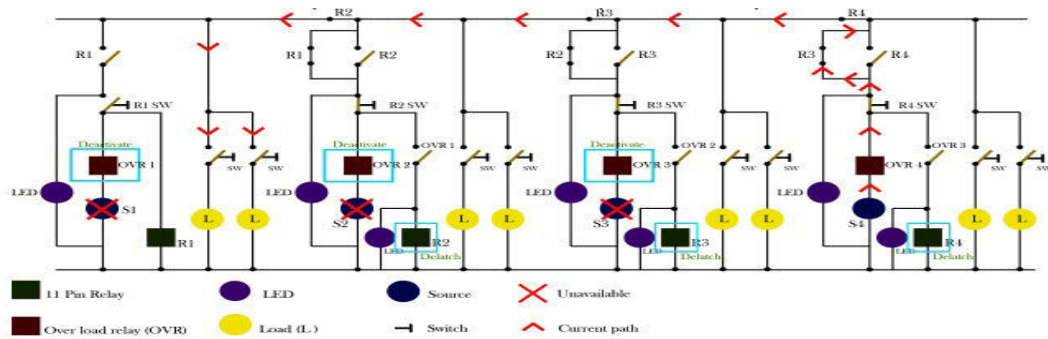 R2 R3 R4
R1 R1 R2 R2 R3 R3 R4
R1 SW R2 SW R3 SW R4 SW
Deactivate Deactivate Deactivate
OVR 1 OVR 2 OVR 3 OVR 4
OVR 1 OVR 2 OVR 3
SW SW SW SW SW SW SW SW
LED LED LED LED
S1 S2 S3 S4
L L L L L L L L
R1 R2 R3 R4
LED LED LED
Delatch Delatch Delatch
11 Pin Relay LED Source Unavailable
Over load relay (OVR) Load (L) Switch Current path